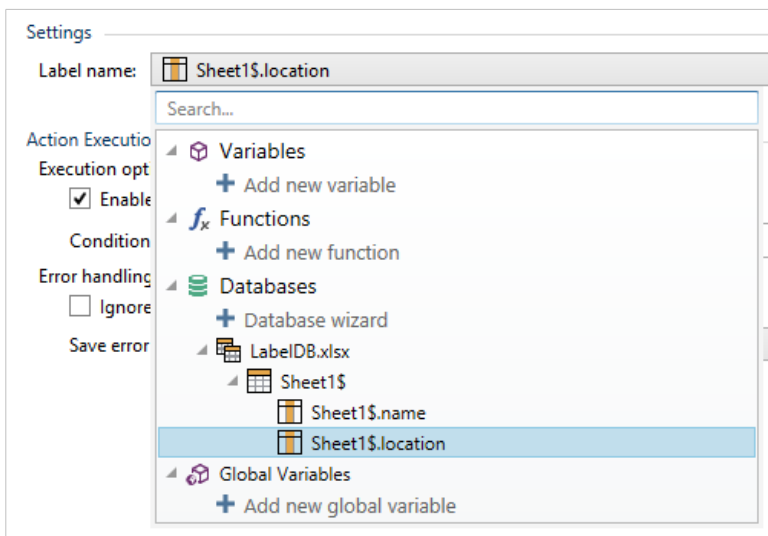 Settings
Label name: Sheet1$.location
Search...
Action Executio
Variables
Execution opt
Add new variable
Enable
Functions
Condition
Add new function
Error handling
Databases
Ignore
Database wizard
Save error
LabelDB.xlsx
Sheet1$
Sheet1$.name
Sheet1$.location
Global Variables
Add new global variable